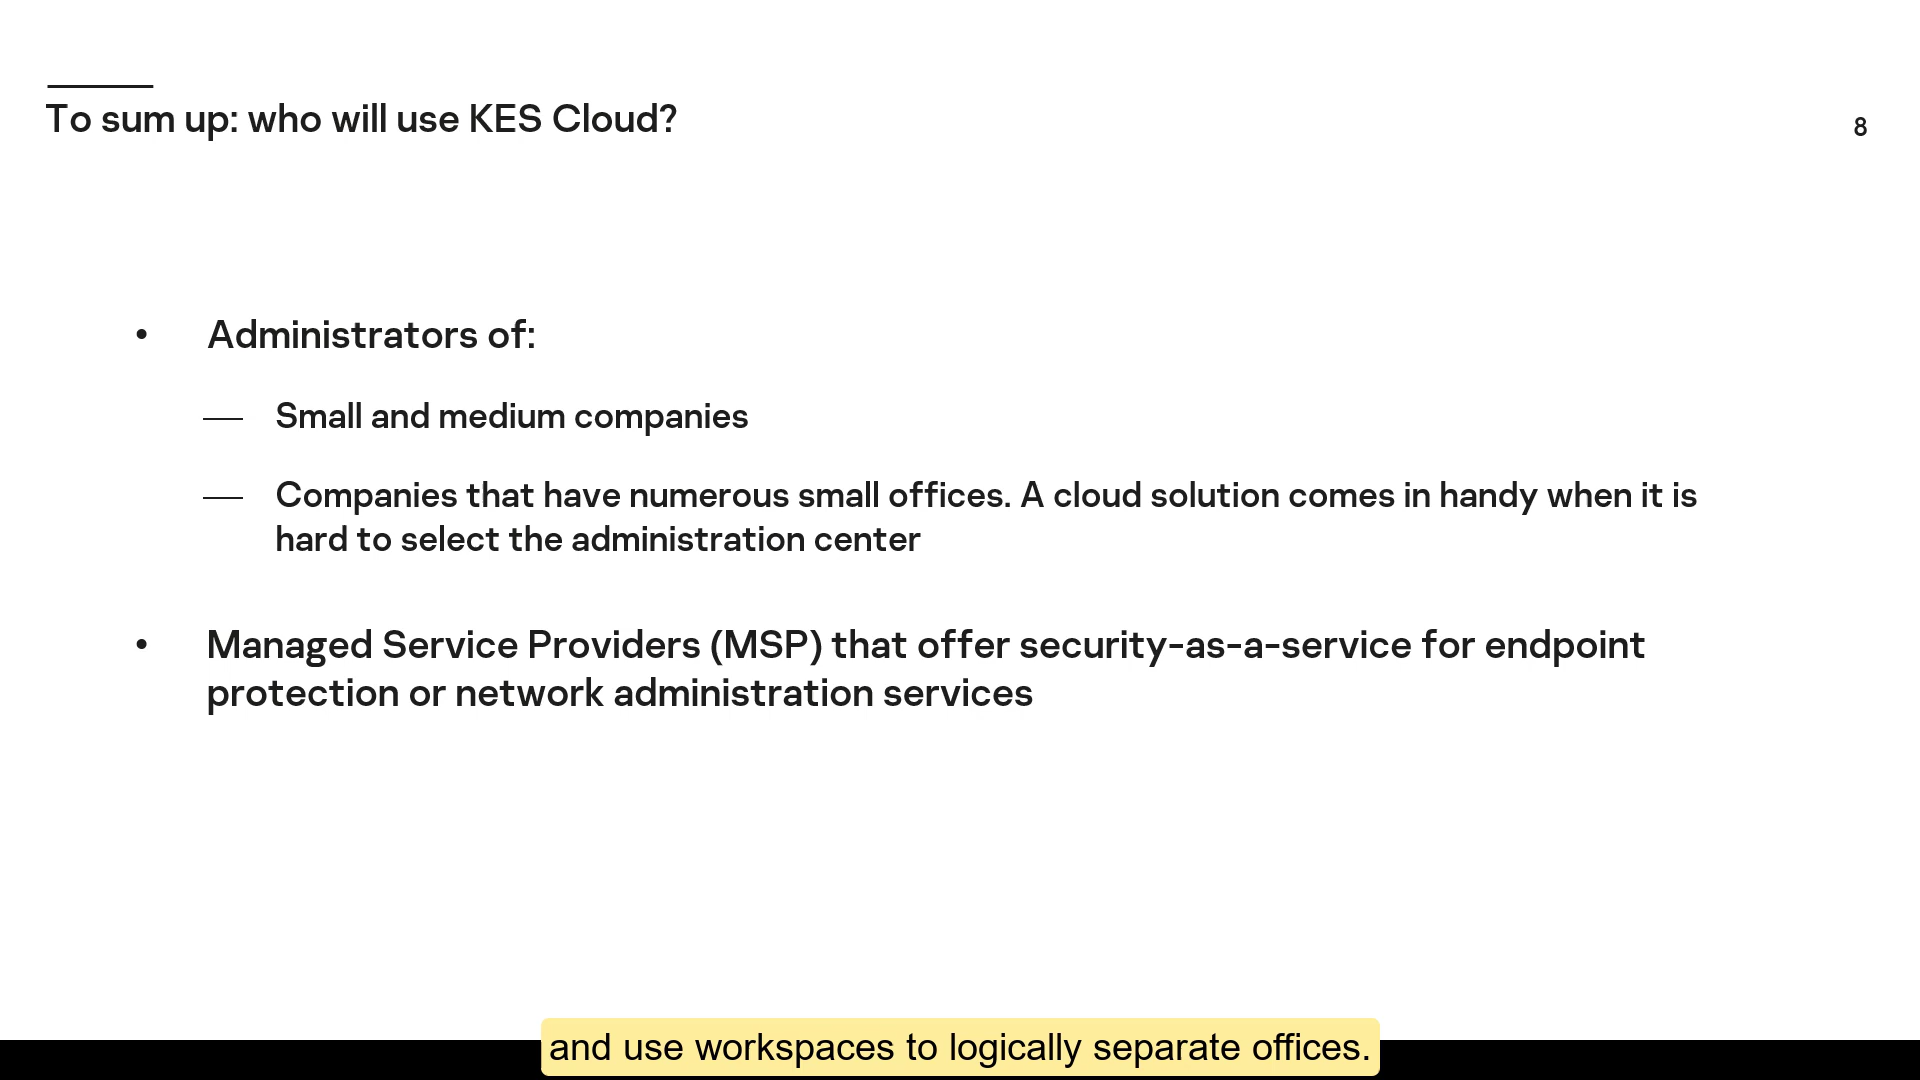 To sum up: who will use KES Cloud?
8
• Administrators of:
— Small and medium companies
— Companies that have numerous small offices. A cloud solution comes in handy when it is
hard to select the administration center
• Managed Service Providers (MSP) that offer security-as-a-service for endpoint
protection or network administration services
and use workspaces to logically separate offices.